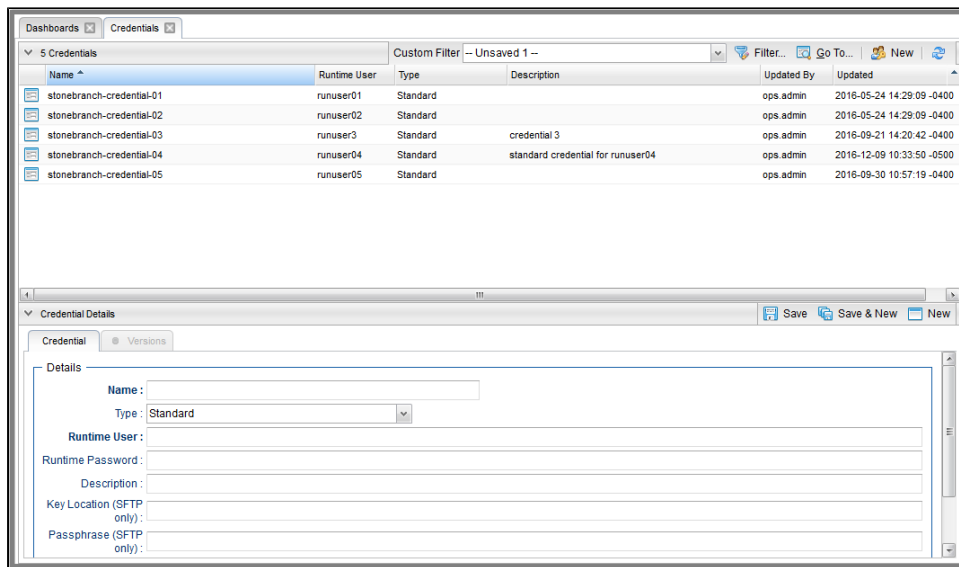 Dashboards Credentials
5 Credentials Custom Filter -- Unsaved 1 -- Filter... Go To... New
Name Runtime User Type Description Updated By Updated
stonebranch-credential-01 runuser01 Standard ops.admin 2016-05-24 14:29:09 -0400
stonebranch-credential-02 runuser02 Standard ops.admin 2016-05-24 14:29:09 -0400
stonebranch-credential-03 runuser3 Standard credential 3 ops.admin 2016-09-21 14:20:42 -0400
stonebranch-credential-04 runuser04 Standard standard credential for runuser04 ops.admin 2016-12-09 10:33:50 -0500
stonebranch-credential-05 runuser05 Standard ops.admin 2016-09-30 10:57:19 -0400
Credential Details Save Save & New New
Credential Versions
Details
Name :
Type : Standard
Runtime User :
Runtime Password :
Description :
Key Location (SFTP
only) :
Passphrase (SFTP
only) :